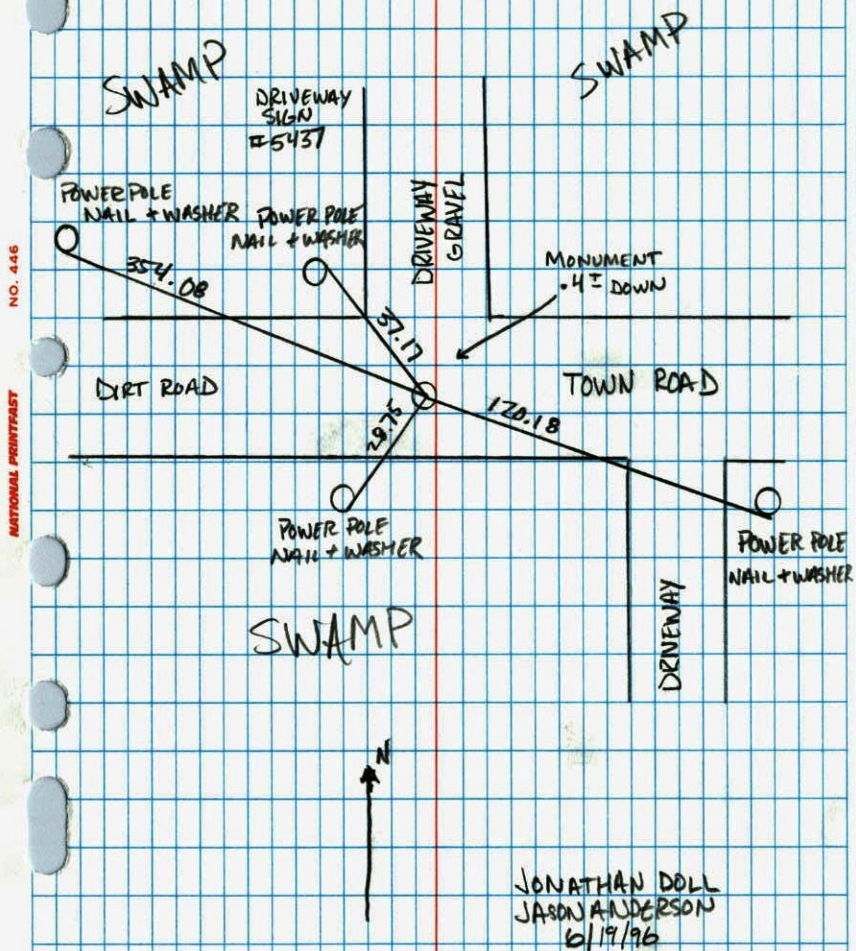 SWAMP
SWAMP
DRIVEWAY
SIGN
#5437
POWER POLE
NAIL + WASHER
POWER POLE
NAIL + WASHER
DRIVEWAY
GRAVEL
MONUMENT
.4± DOWN
NO. 446
354.08
37.17
DIRT ROAD
TOWN ROAD
NATIONAL PRINTFAST
28.75
120.18
POWER POLE
NAIL + WASHER
POWER POLE
NAIL + WASHER
DRIVEWAY
SWAMP
N
JONATHAN DOLL
JASON ANDERSON
6/19/96